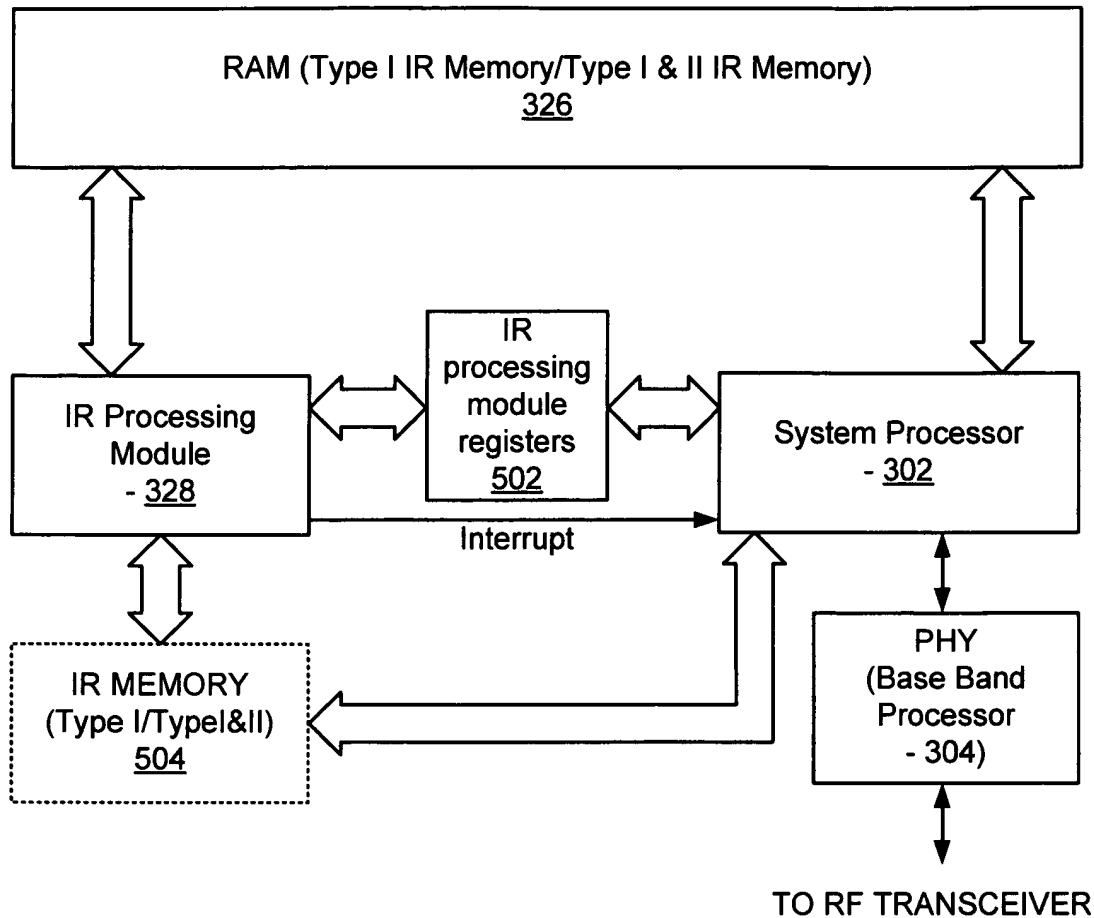 RAM (Type I IR Memory/Type I & II IR Memory)
326
IR
processing
module
registers
502
IR Processing
Module
- 328
System Processor
- 302
Interrupt
IR MEMORY
(Type I/TypeI&II)
504
PHY
(Base Band
Processor
- 304)
TO RF TRANSCEIVER